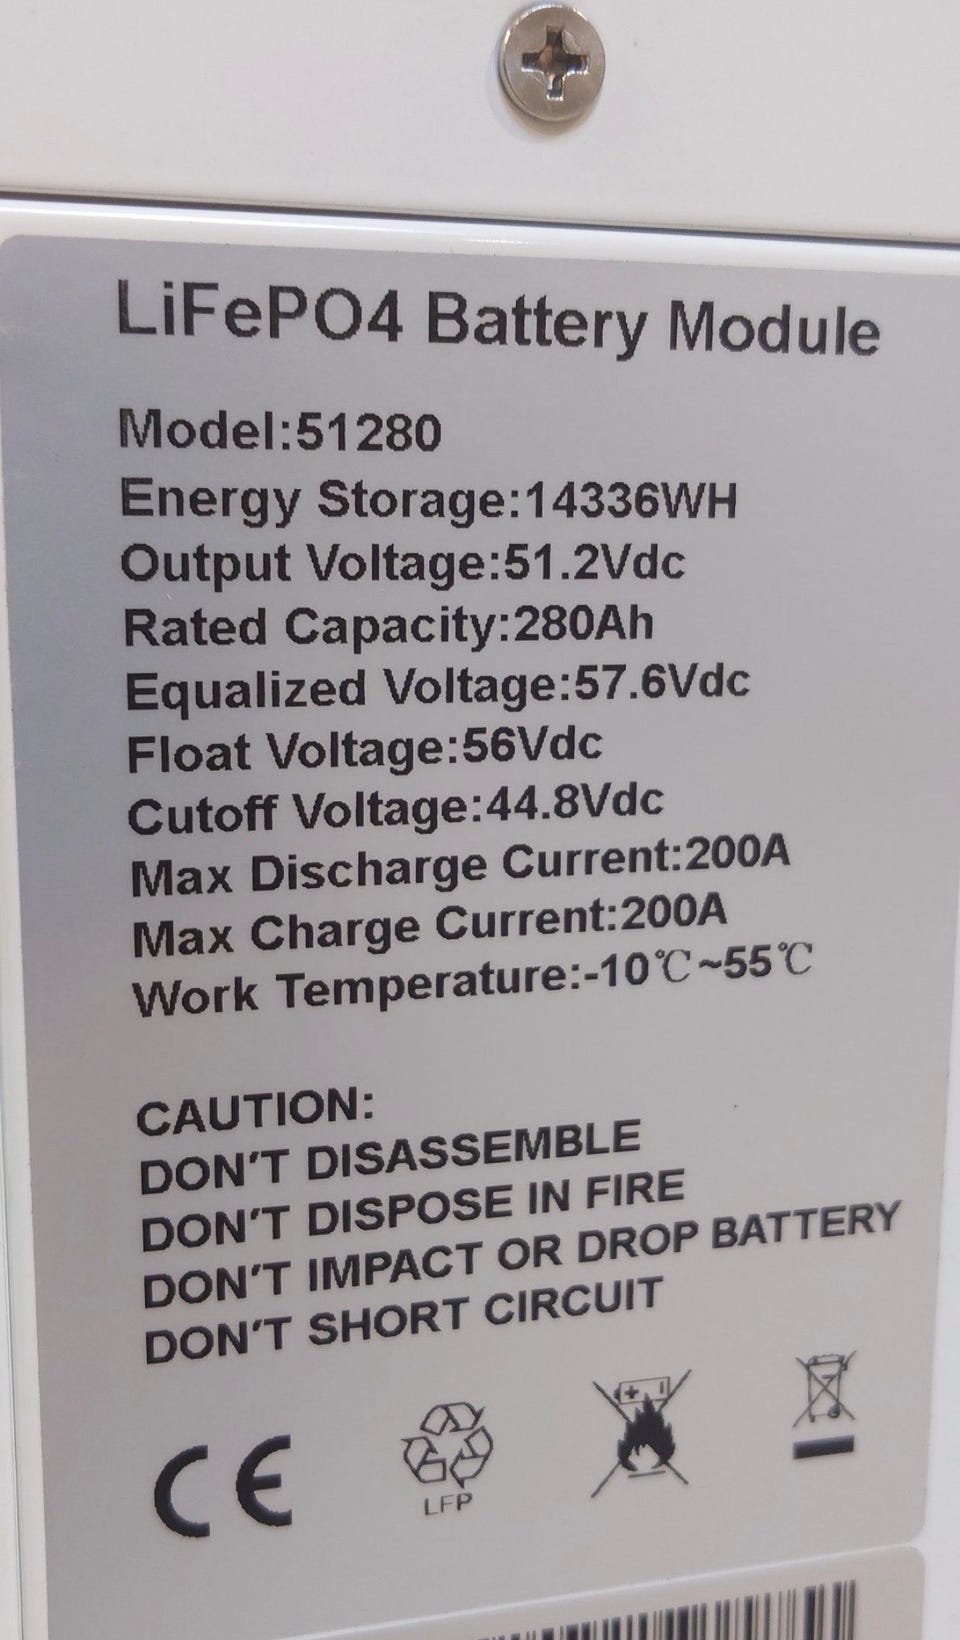 LiFePO4 Battery Module
Model:51280
Energy Storage:14336WH
Output Voltage:51.2Vdc
Rated Capacity:280Ah
Equalized Voltage:57.6Vdc
Float Voltage:56Vdc
Cutoff Voltage:44.8Vdc
Max Discharge Current:200A
Max Charge Current:200A
Work Temperature:-10℃~55℃
CAUTION:
DON'T DISASSEMBLE
DON'T DISPOSE IN FIRE
DON'T IMPACT OR DROP BATTERY
DON'T SHORT CIRCUIT
CE
LFP